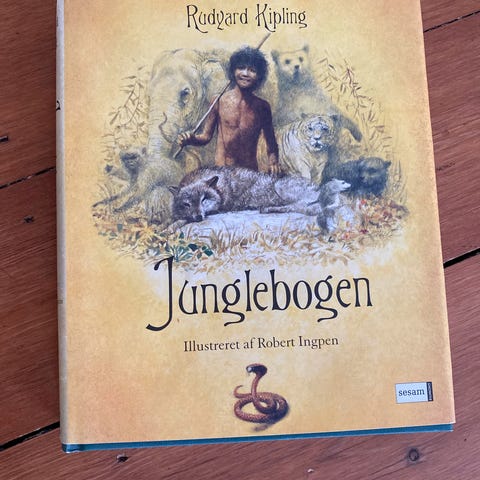 Rudyard Kipling
Junglebogen
Illustreret af Robert Ingpen
sesam